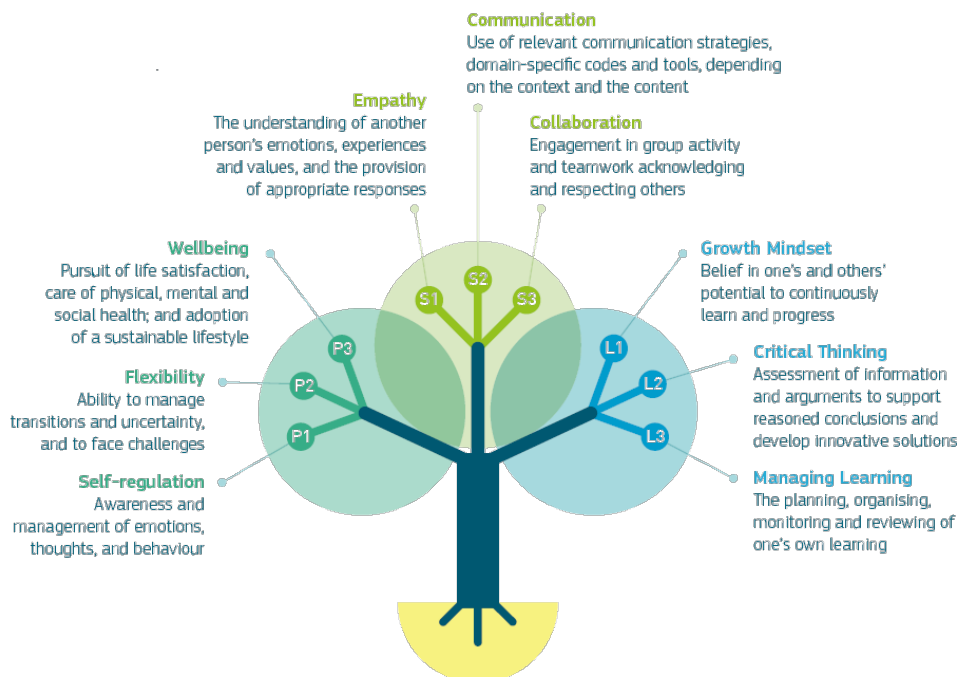 Communication
Use of relevant communication strategies,
domain-specific codes and tools, depending
on the context and the content
Empathy
The understanding of another
person's emotions, experiences
and values, and the provision
of appropriate responses
Collaboration
Engagement in group activity
and teamwork acknowledging
and respecting others
Wellbeing
Pursuit of life satisfaction,
care of physical, mental and
social health; and adoption
of a sustainable lifestyle
Flexibility
Ability to manage
transitions and uncertainty,
and to face challenges
Self-regulation
Awareness and
management of emotions,
thoughts, and behaviour
P1
P2
P3
S1
S2
S3
L1
L2
L3
Growth Mindset
Belief in one's and others'
potential to continuously
learn and progress
Critical Thinking
Assessment of information
and arguments to support
reasoned conclusions and
develop innovative solutions
Managing Learning
The planning, organising,
monitoring and reviewing of
one's own learning